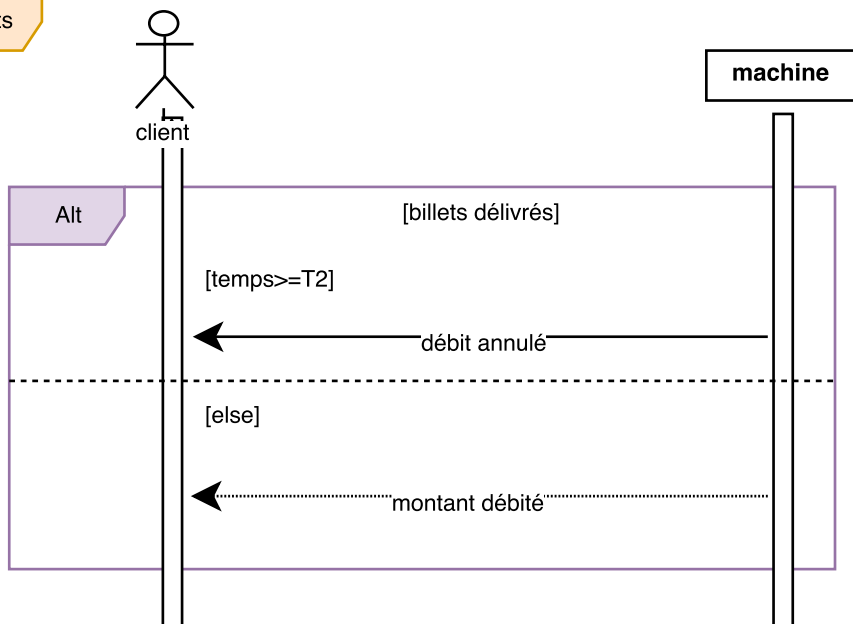 ts
client
machine
Alt
[billets délivrés]
[temps>=T2]
débit annulé
[else]
montant débité